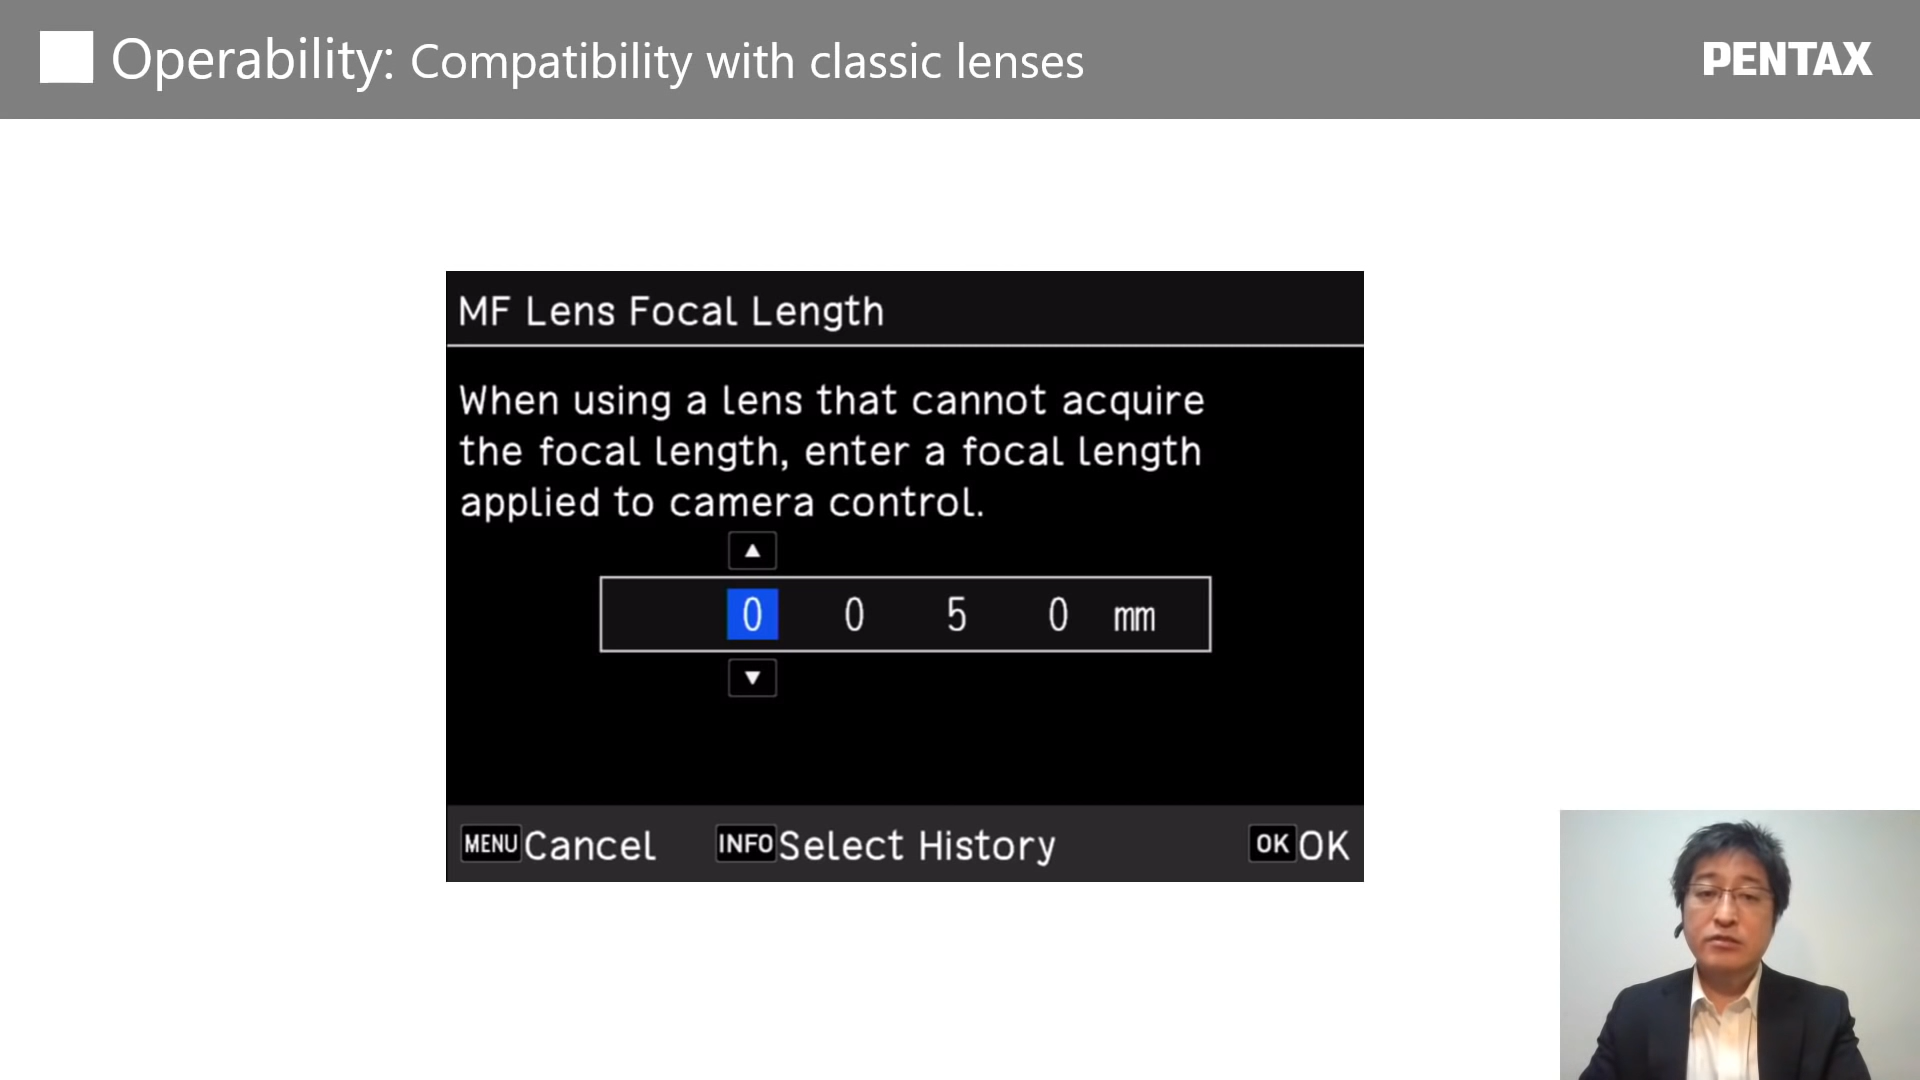 Operability: Compatibility with classic lenses
PENTAX
MF Lens Focal Length
When using a lens that cannot acquire
the focal length, enter a focal length
applied to camera control.
▲
0 0 5 0 mm
▼
MENU Cancel INFO Select History OK OK